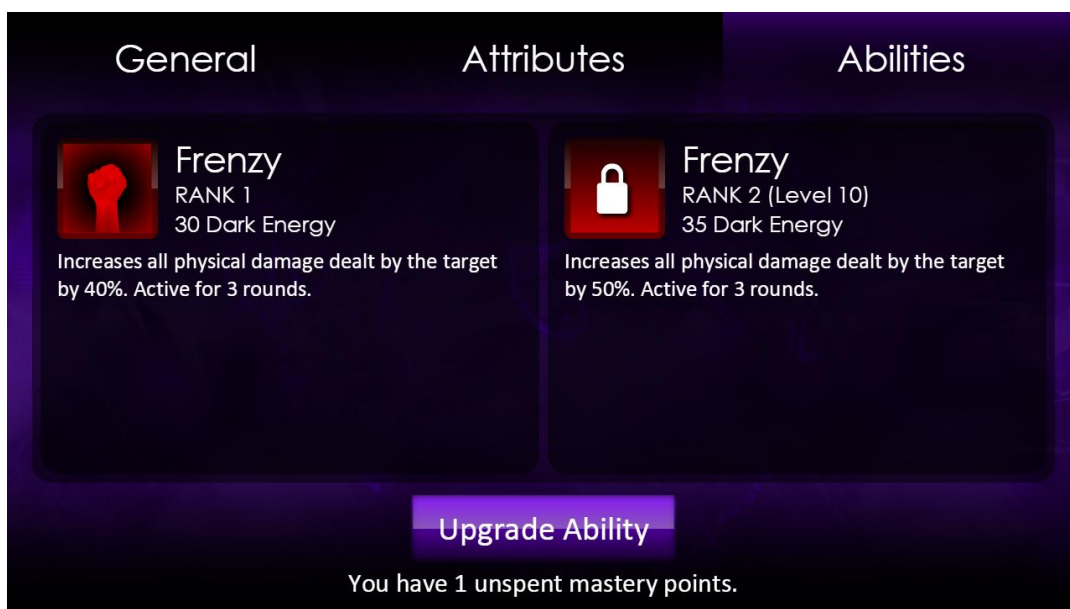 General
Attributes
Abilities
Frenzy
RANK 1
30 Dark Energy
Increases all physical damage dealt by the target
by 40%. Active for 3 rounds.
Frenzy
RANK 2 (Level 10)
35 Dark Energy
Increases all physical damage dealt by the target
by 50%. Active for 3 rounds.
Upgrade Ability
You have 1 unspent mastery points.